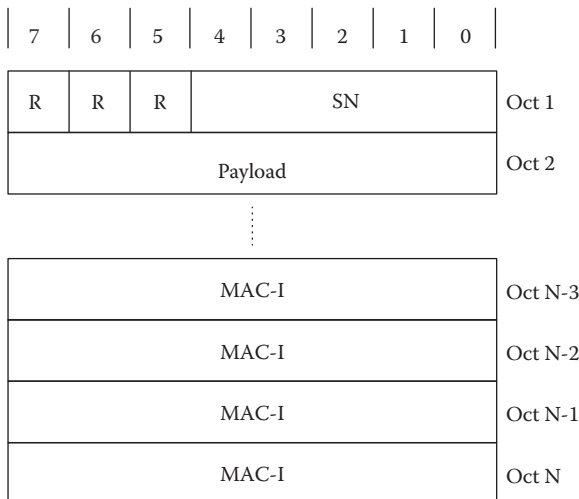 7 6 5 4 3 2 1 0
R R R SN Oct 1
Payload Oct 2
MAC-I Oct N-3
MAC-I Oct N-2
MAC-I Oct N-1
MAC-I Oct N